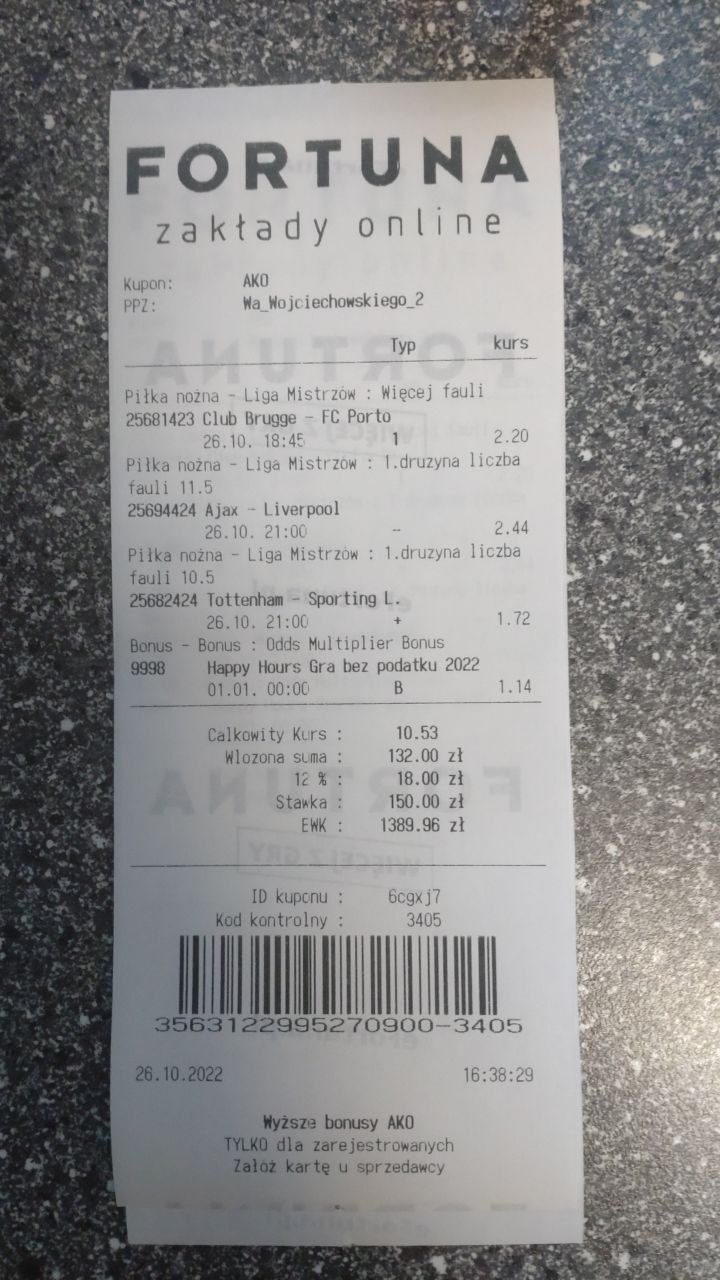 FORTUNA
zakłady online
Kupon: AKO
PPZ: Wa_Wojciechowskiego_2
Typ kurs
Piłka nożna - Liga Mistrzów : Więcej fauli
25681423 Club Brugge - FC Porto
26.10. 18:45 1 2.20
Piłka nożna - Liga Mistrzów : 1.druzyna liczba
fauli 11.5
25694424 Ajax - Liverpool
26.10. 21:00 - 2.44
Piłka nożna - Liga Mistrzów : 1.druzyna liczba
fauli 10.5
25682424 Tottenham - Sporting L.
26.10. 21:00 + 1.72
Bonus - Bonus : Odds Multiplier Bonus
9998 Happy Hours Gra bez podatku 2022
01.01. 00:00 B 1.14
Calkowity Kurs : 10.53
Wlozona suma : 132.00 zł
12 % : 18.00 zł
Stawka : 150.00 zł
EWK : 1389.96 zł
ID kuponu : 6cgxj7
Kod kontrolny : 3405
3563122995270900-3405
26.10.2022 16:38:29
Wyższe bonusy AKO
TYLKO dla zarejestrowanych
Załóż kartę u sprzedawcy